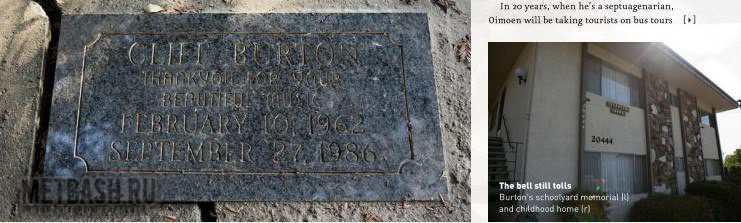 CLIFF BURTON
THANKYOU FOR YOUR
BEAUTIFUL MUSIC
FEBRUARY 10, 1962
SEPTEMBER 27, 1986
METBASH.RU
In 20 years, when he's a septuagenarian,
Oimoen will be taking tourists on bus tours
20444
The bell still tolls
Burton's schoolyard memorial (l)
and childhood home (r)